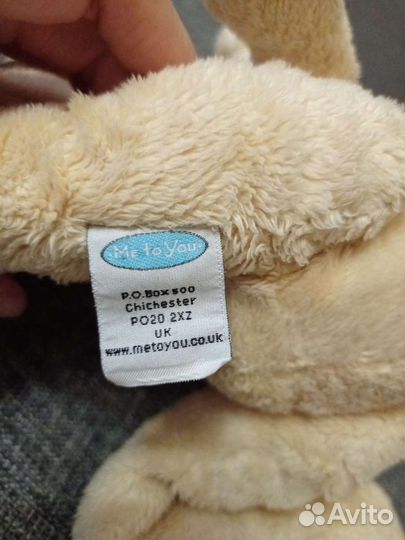 ·Me to You·
P.O.Box 500
Chichester
PO20 2XZ
UK
www.metoyou.co.uk
Avito